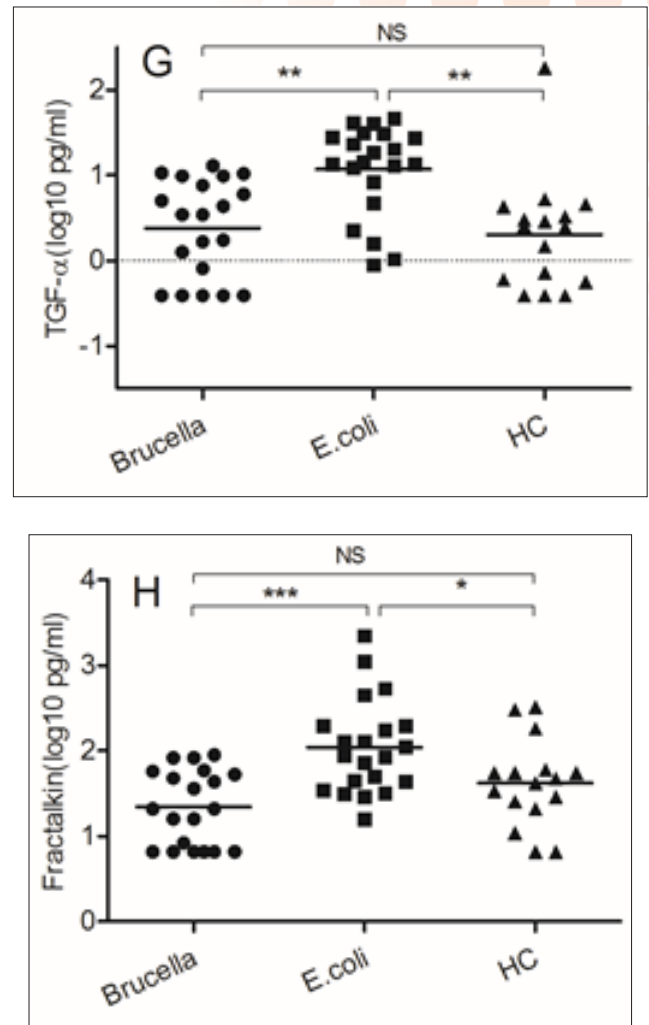 NS
G
**
**
TGF-α(log10 pg/ml)
2
1
0
-1
Brucella
E.coli
HC
NS
H
***
*
Fractalkin(log10 pg/ml)
4
3
2
1
0
Brucella
E.coli
HC